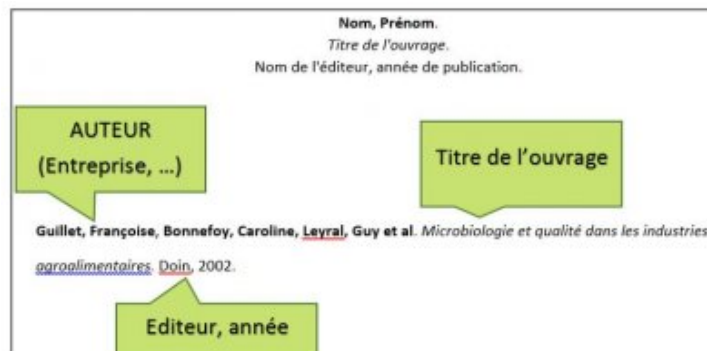 Nom, Prénom.
Titre de l'ouvrage.
Nom de l'éditeur, année de publication.
AUTEUR
(Entreprise, ...)
Titre de l'ouvrage
Guillet, Françoise, Bonnefoy, Caroline, Leyral, Guy et al. Microbiologie et qualité dans les industries
agroalimentaires. Doin, 2002.
Editeur, année